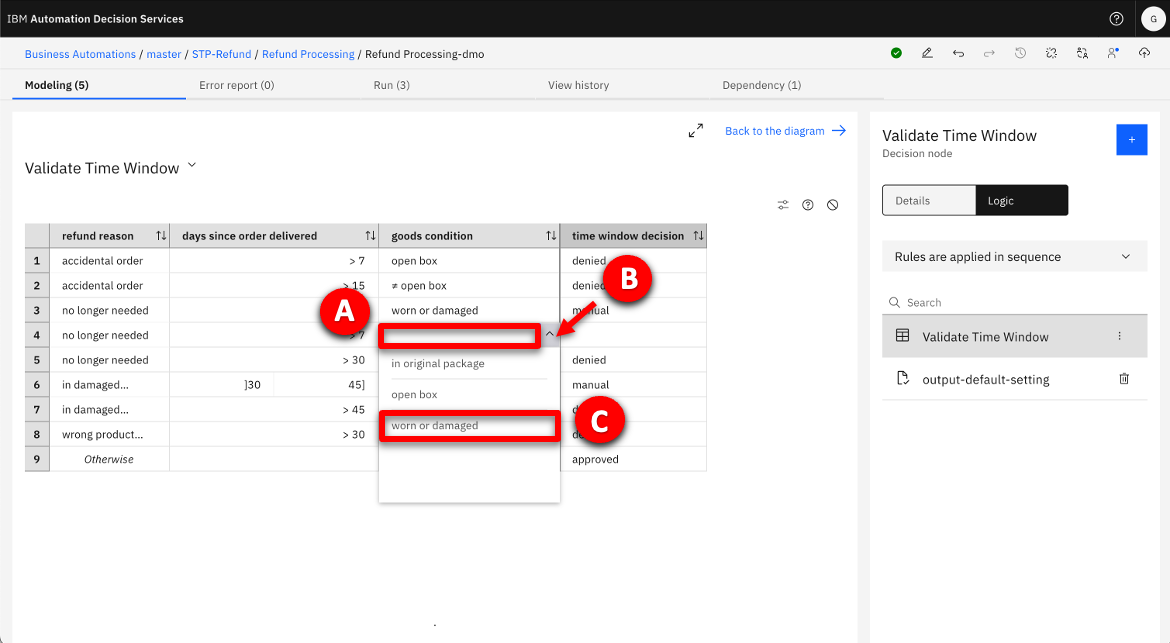 IBM Automation Decision Services
G
Business Automations / master / STP-Refund / Refund Processing / Refund Processing-dmo
Modeling (5) Error report (0) Run (3) View history Dependency (1)
Back to the diagram
Validate Time Window
refund reason days since order delivered goods condition time window decision
1 accidental order > 7 open box denied
2 accidental order > 15 ≠ open box
3 no longer needed worn or damaged
4 no longer needed
5 no longer needed > 30 denied
6 in damaged... ]30 45] manual
7 in damaged... > 45
8 wrong product... > 30
9 Otherwise approved
in original package
open box
worn or damaged
A
B
C
Validate Time Window
Decision node
+
Details Logic
Rules are applied in sequence
Search
Validate Time Window
output-default-setting